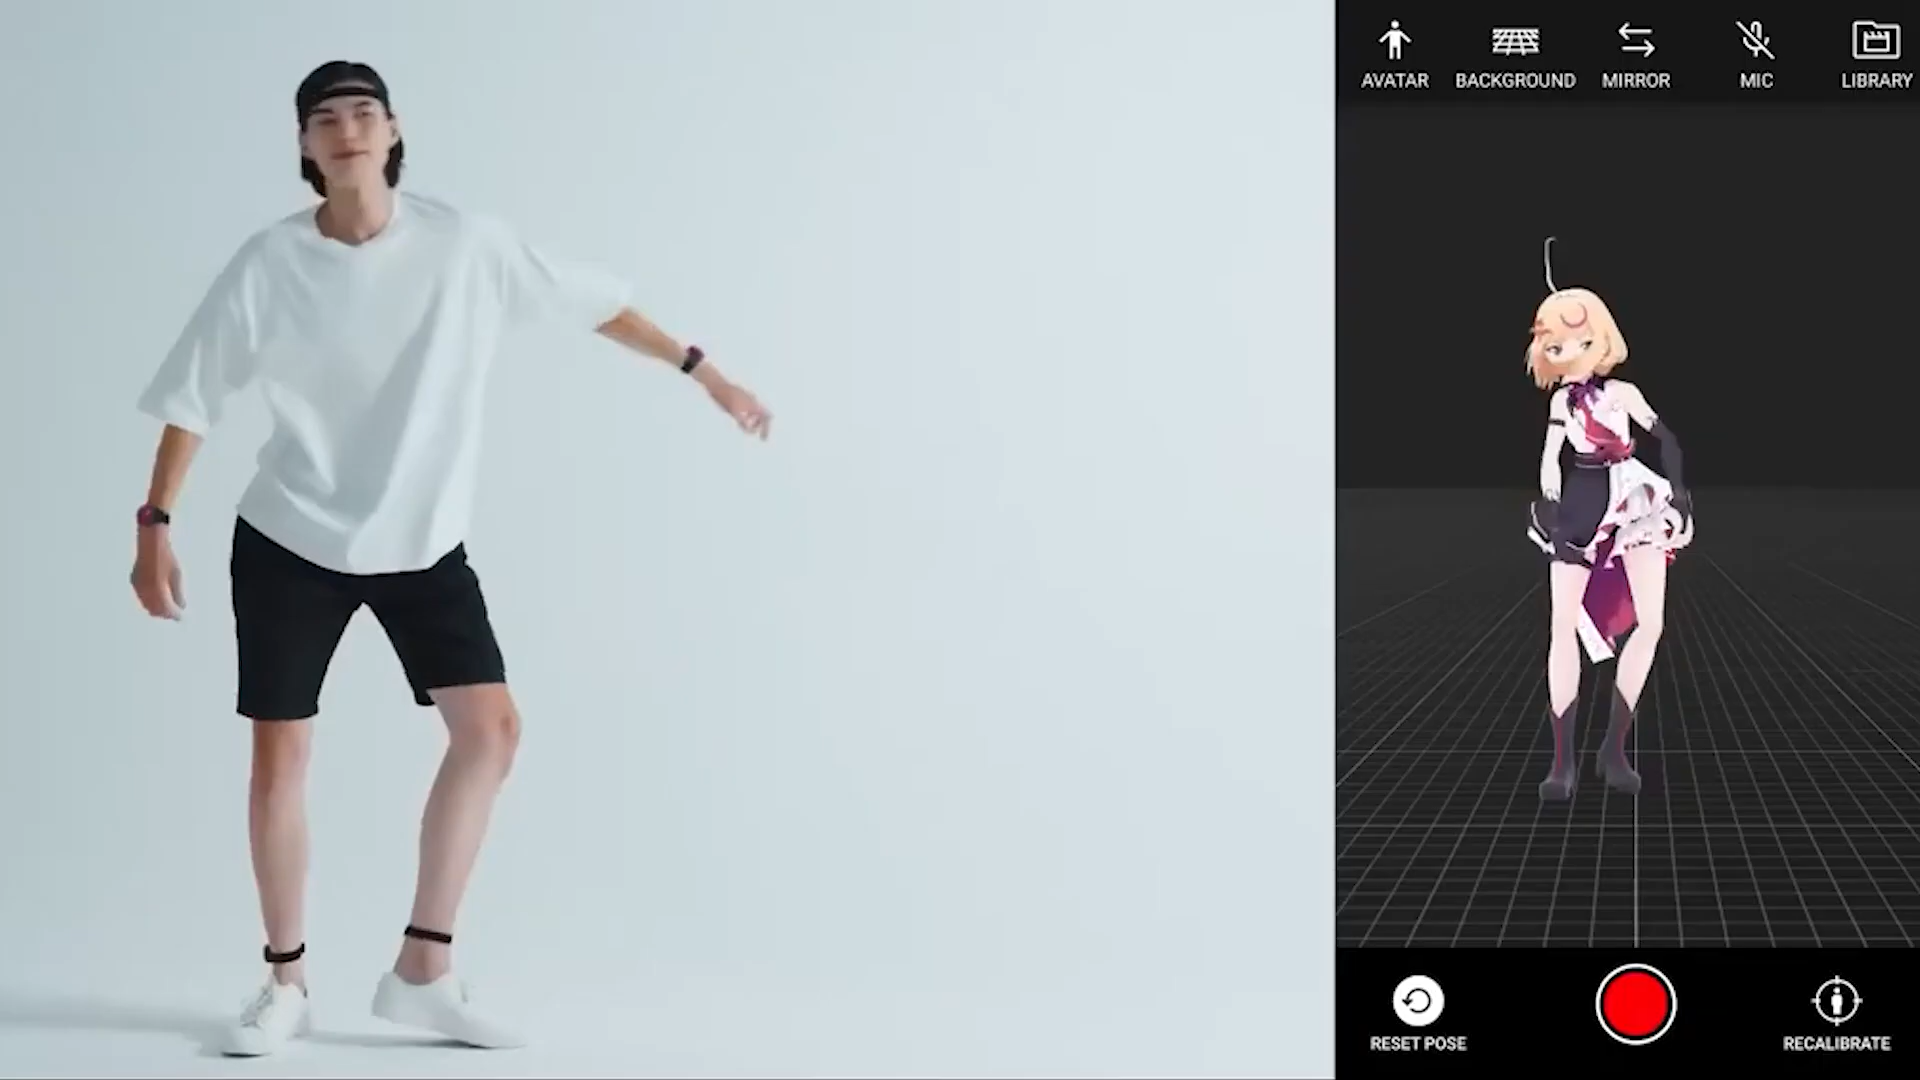 AVATAR
BACKGROUND
MIRROR
MIC
LIBRARY
RESET POSE
RECALIBRATE